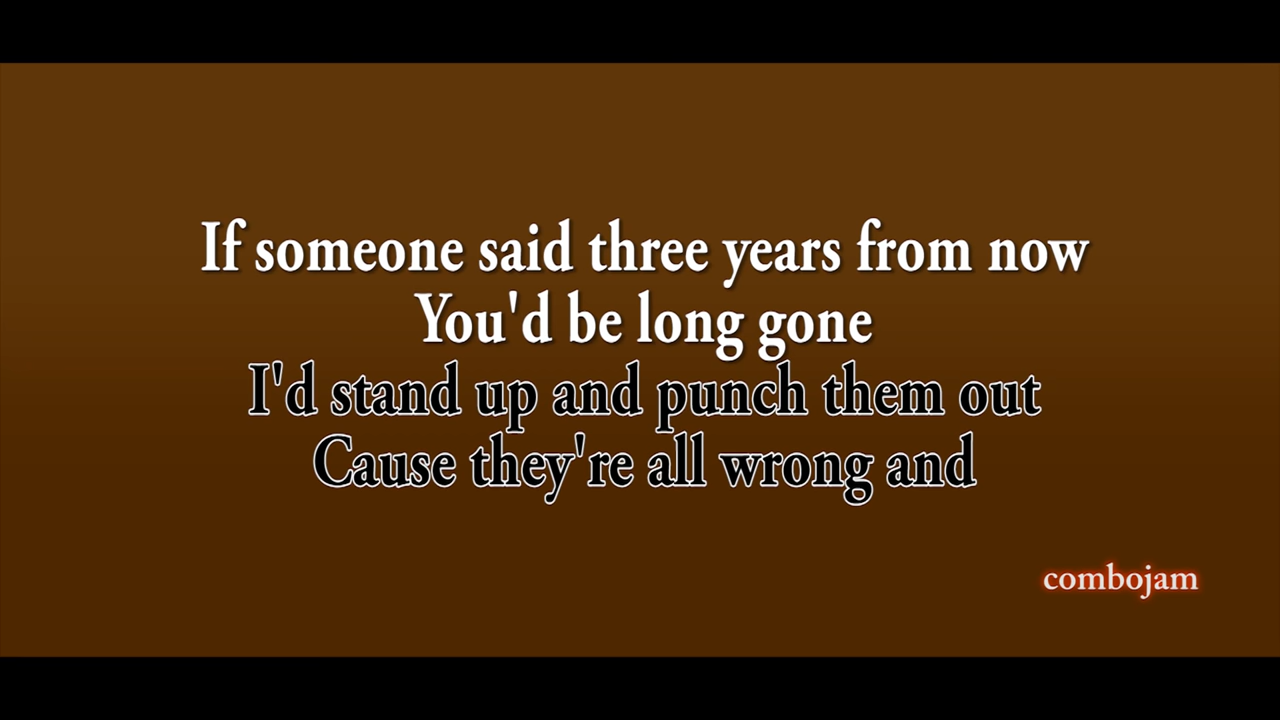 If someone said three years from now
You'd be long gone
I'd stand up and punch them out
Cause they're all wrong and
combojam